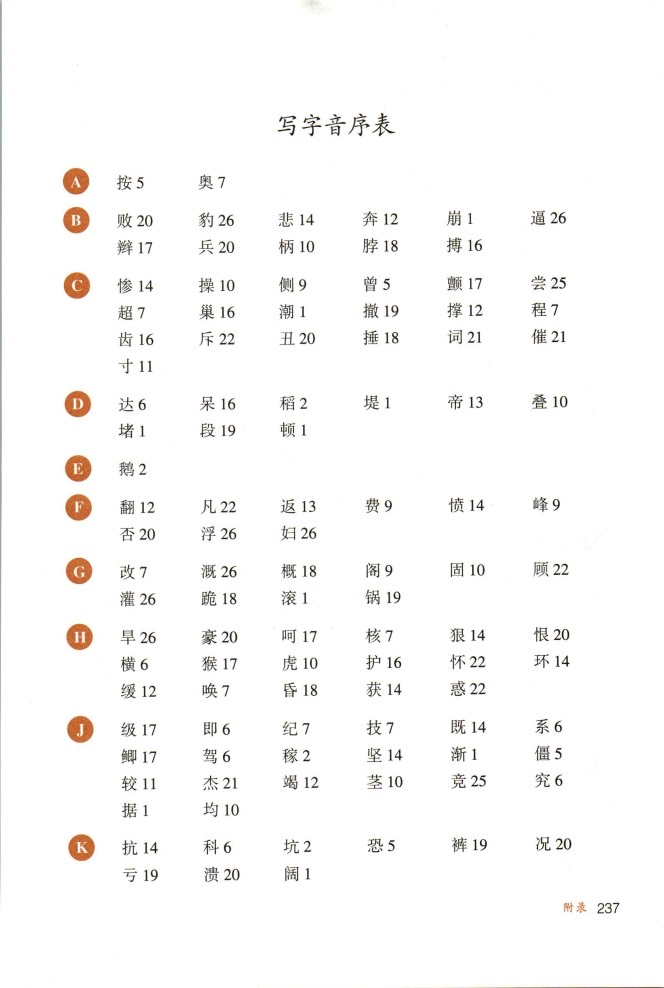 写字音序表
A 按 5 奥 7
B 败 20 豹 26 悲 14 奔 12 崩 1 逼 26
辫 17 兵 20 柄 10 脖 18 搏 16
C 惨 14 操 10 侧 9 曾 5 颤 17 尝 25
超 7 巢 16 潮 1 撤 19 撑 12 程 7
齿 16 斥 22 丑 20 捶 18 词 21 催 21
寸 11
D 达 6 呆 16 稻 2 堤 1 帝 13 叠 10
堵 1 段 19 顿 1
E 鹅 2
F 翻 12 凡 22 返 13 费 9 愤 14 峰 9
否 20 浮 26 妇 26
G 改 7 溉 26 概 18 阁 9 固 10 顾 22
灌 26 跪 18 滚 1 锅 19
H 旱 26 豪 20 呵 17 核 7 狠 14 恨 20
横 6 猴 17 虎 10 护 16 怀 22 环 14
缓 12 唤 7 昏 18 获 14 惑 22
J 级 17 即 6 纪 7 技 7 既 14 系 6
鲫 17 驾 6 稼 2 坚 14 渐 1 僵 5
较 11 杰 21 竭 12 茎 10 竞 25 究 6
据 1 均 10
K 抗 14 科 6 坑 2 恐 5 裤 19 况 20
亏 19 溃 20 阔 1
附录 237